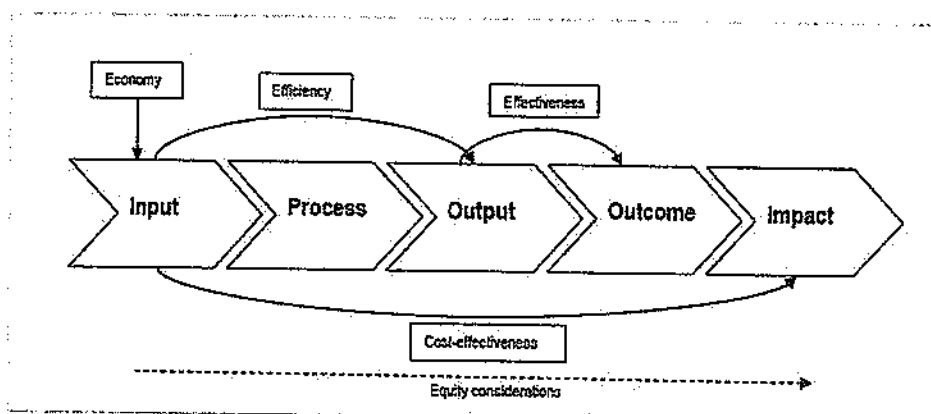 Economy
Efficiency
Effectiveness
Input
Process
Output
Outcome
Impact
Cost-effectiveness
Equity considerations